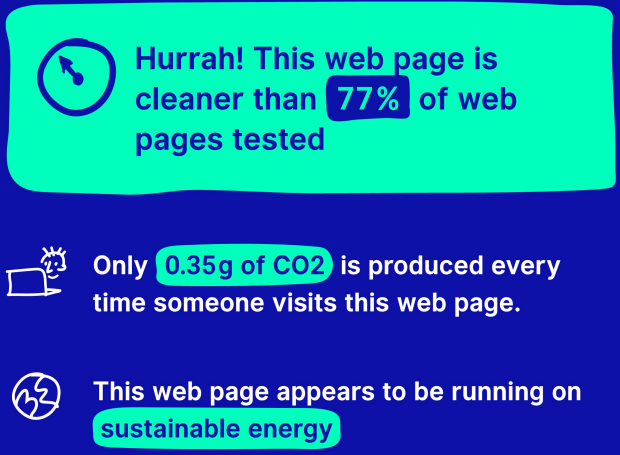 Hurrah! This web page is
cleaner than 77% of web
pages tested
Only 0.35g of CO2 is produced every
time someone visits this web page.
This web page appears to be running on
sustainable energy